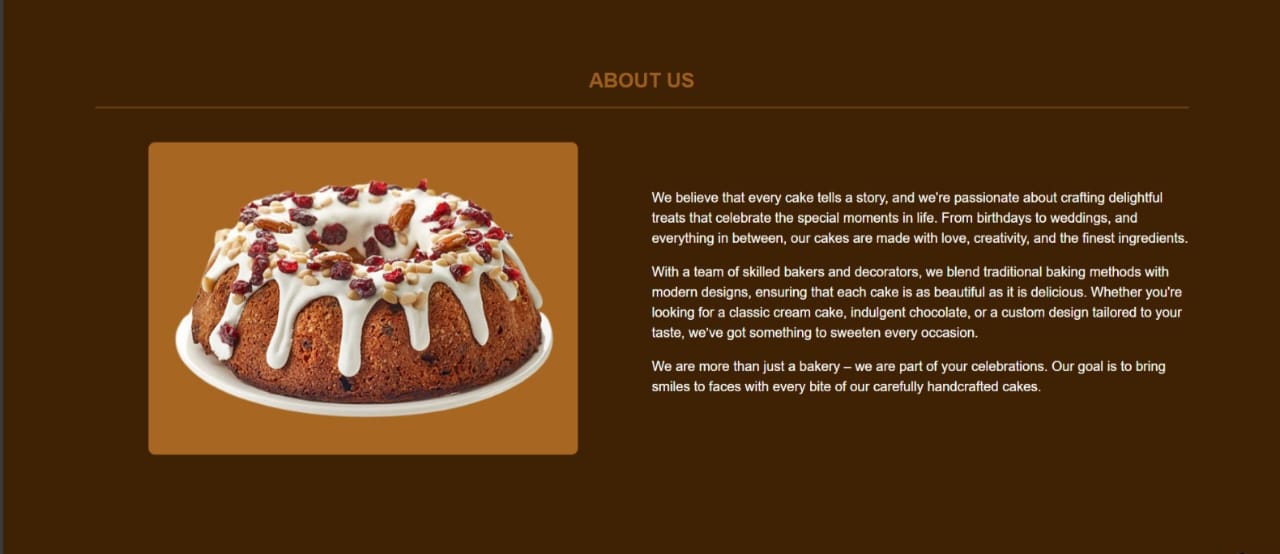 ABOUT US
We believe that every cake tells a story, and we're passionate about crafting delightful
treats that celebrate the special moments in life. From birthdays to weddings, and
everything in between, our cakes are made with love, creativity, and the finest ingredients.
With a team of skilled bakers and decorators, we blend traditional baking methods with
modern designs, ensuring that each cake is as beautiful as it is delicious. Whether you're
looking for a classic cream cake, indulgent chocolate, or a custom design tailored to your
taste, we've got something to sweeten every occasion.
We are more than just a bakery – we are part of your celebrations. Our goal is to bring
smiles to faces with every bite of our carefully handcrafted cakes.